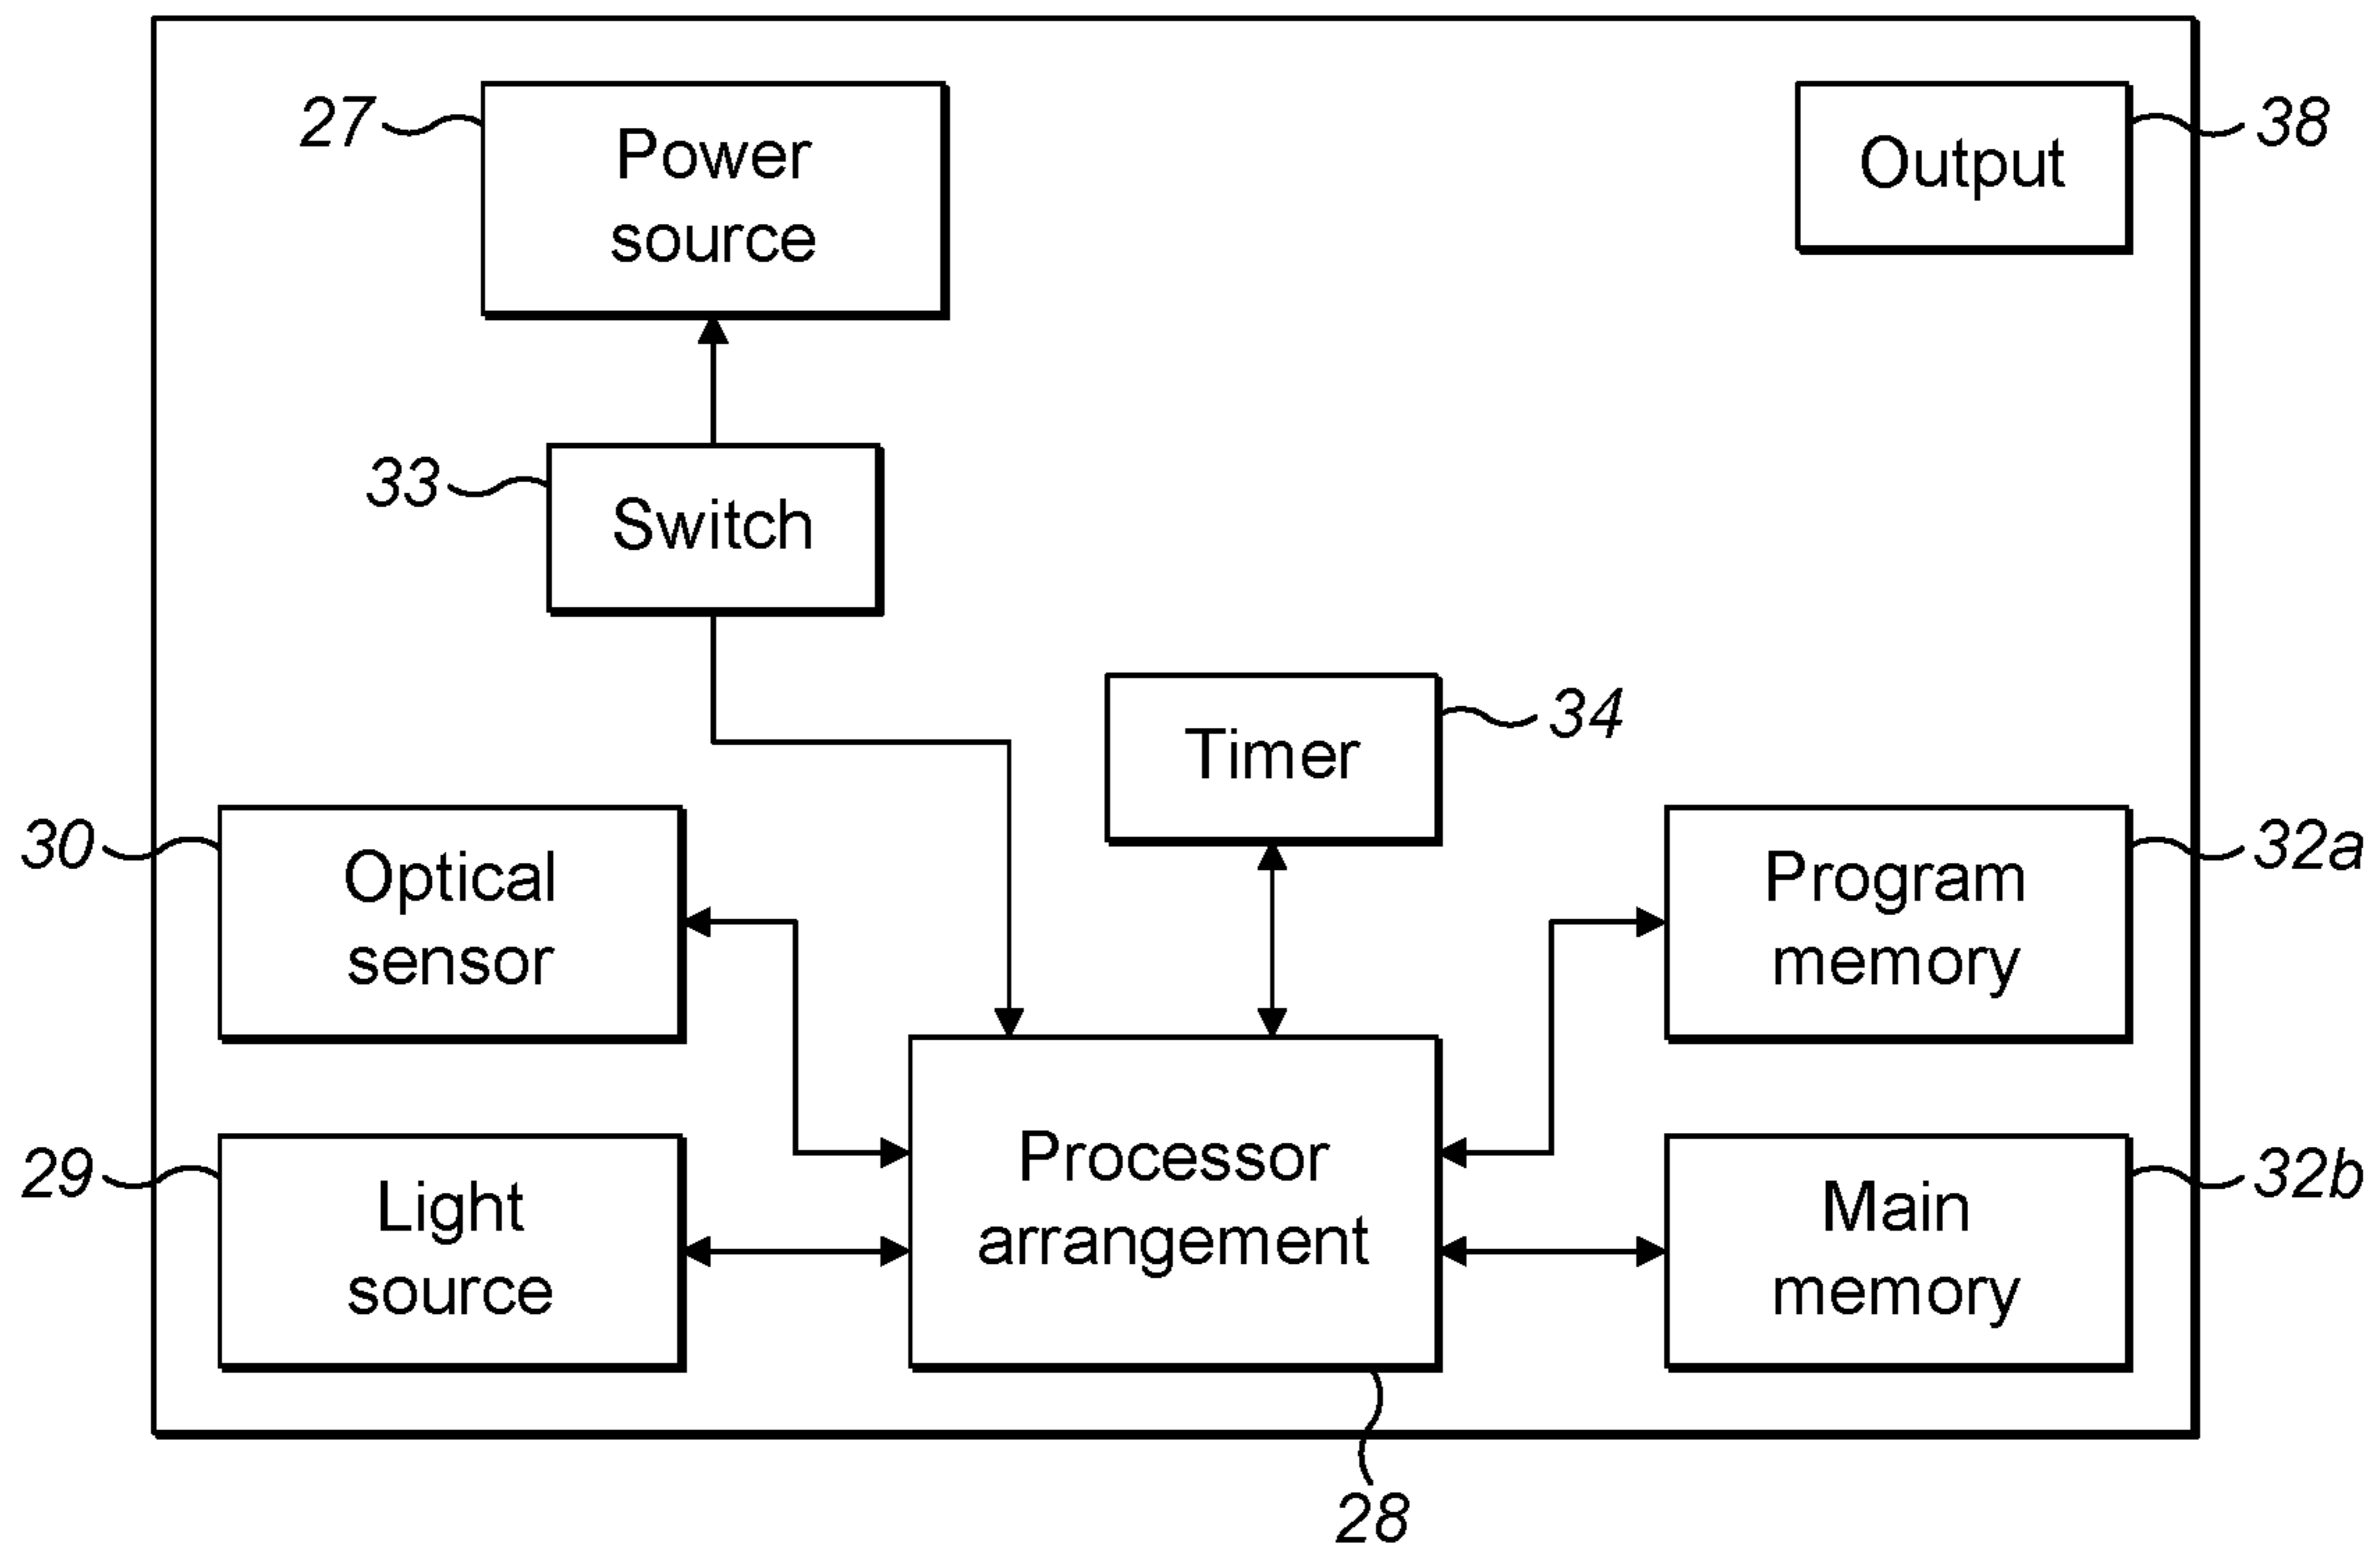 27
Power
source
Output
38
33
Switch
Timer
34
30
Optical
sensor
Program
memory
32a
29
Light
source
Processor
arrangement
Main
memory
32b
28